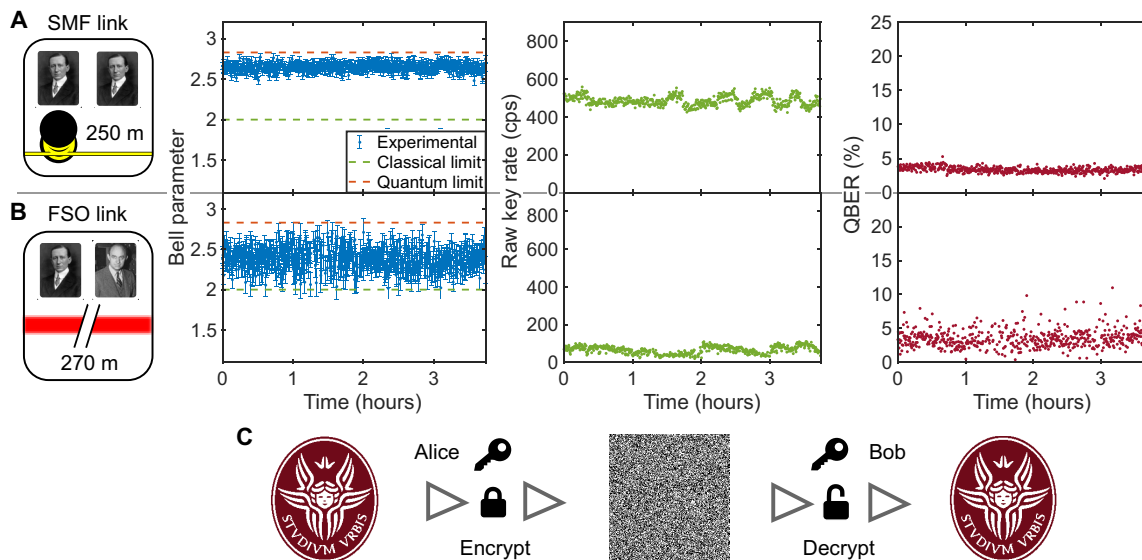 A
SMF link
250 m
Bell parameter
3
2.5
2
1.5
Experimental
Classical limit
Quantum limit
Raw key rate (cps)
800
600
400
200
0
QBER (%)
25
20
15
10
5
0
B
FSO link
270 m
3
2.5
2
1.5
0
1
2
3
Time (hours)
800
600
400
200
0
0
1
2
3
Time (hours)
20
15
10
5
0
0
1
2
3
Time (hours)
C
STVDIVM VRBIS
Alice
Encrypt
Bob
Decrypt
STVDIVM VRBIS